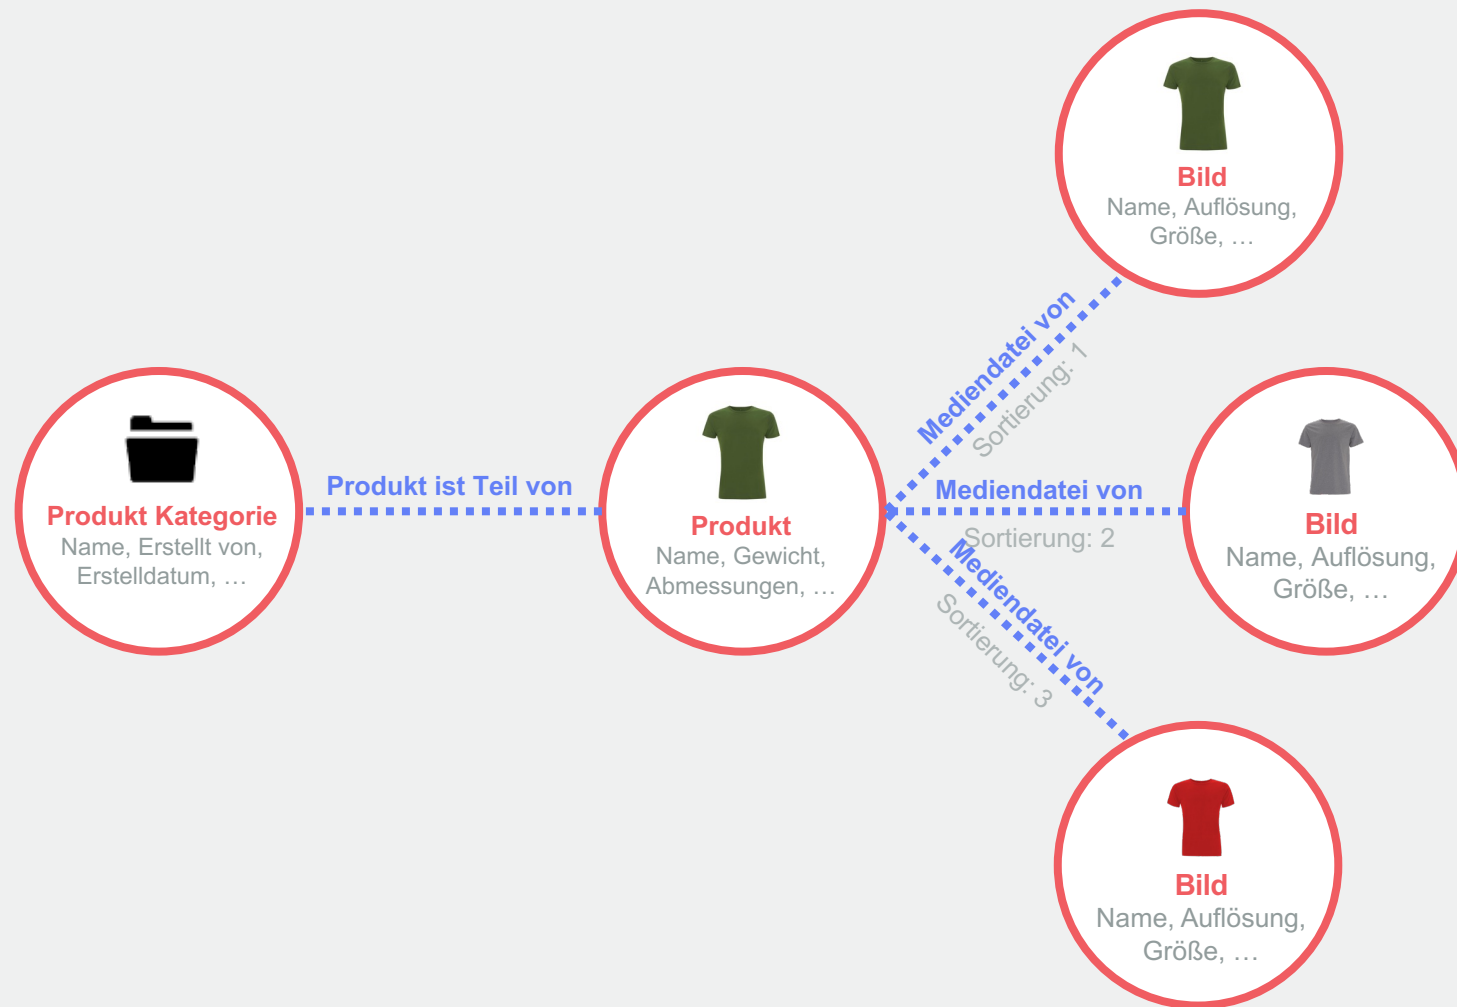 Bild
Name, Auflösung,
Größe, …
Mediendatei von
Sortierung: 1
Produkt Kategorie
Name, Erstellt von,
Erstelldatum, …
Produkt ist Teil von
Produkt
Name, Gewicht,
Abmessungen, …
Mediendatei von
Sortierung: 2
Bild
Name, Auflösung,
Größe, …
Mediendatei von
Sortierung: 3
Bild
Name, Auflösung,
Größe, …